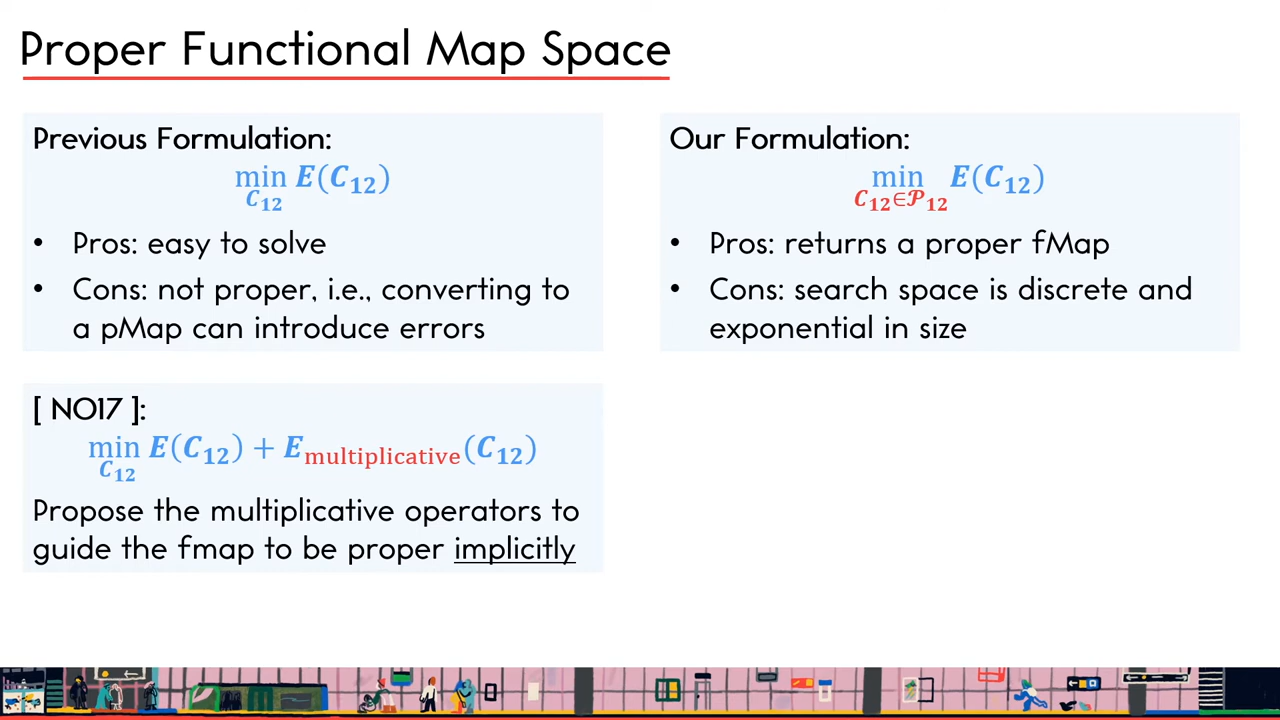 Proper Functional Map Space
Previous Formulation:
min E(C₁₂)
C₁₂
• Pros: easy to solve
• Cons: not proper, i.e., converting to
a pMap can introduce errors
Our Formulation:
min E(C₁₂)
C₁₂∈𝒫₁₂
• Pros: returns a proper fMap
• Cons: search space is discrete and
exponential in size
[ NO17 ]:
min E(C₁₂) + E multiplicative (C₁₂)
C₁₂
Propose the multiplicative operators to
guide the fmap to be proper implicitly